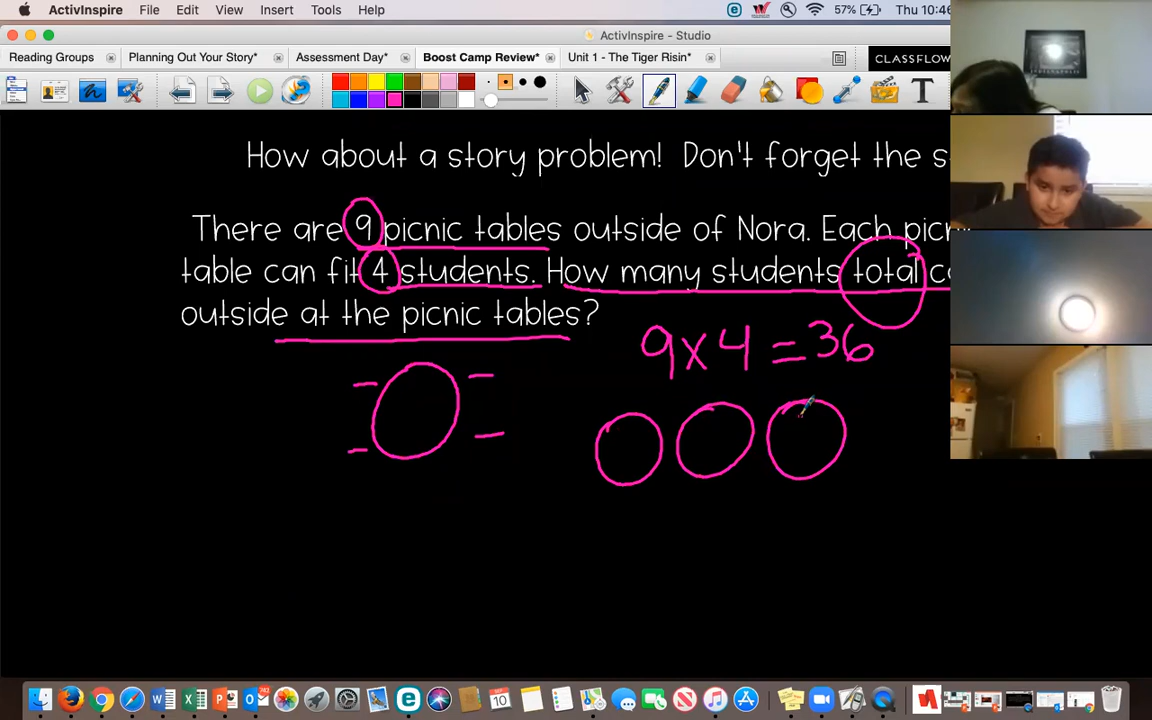 ActivInspire File Edit View Insert Tools Help 57% Thu 10:46
ActivInspire - Studio
Reading Groups Planning Out Your Story* Assessment Day* Boost Camp Review* Unit 1 - The Tiger Risin* CLASSFLOW
How about a story problem! Don't forget the
There are 9 picnic tables outside of Nora. Each
table can fit 4 students. How many students total
outside at the picnic tables?
9x4=36